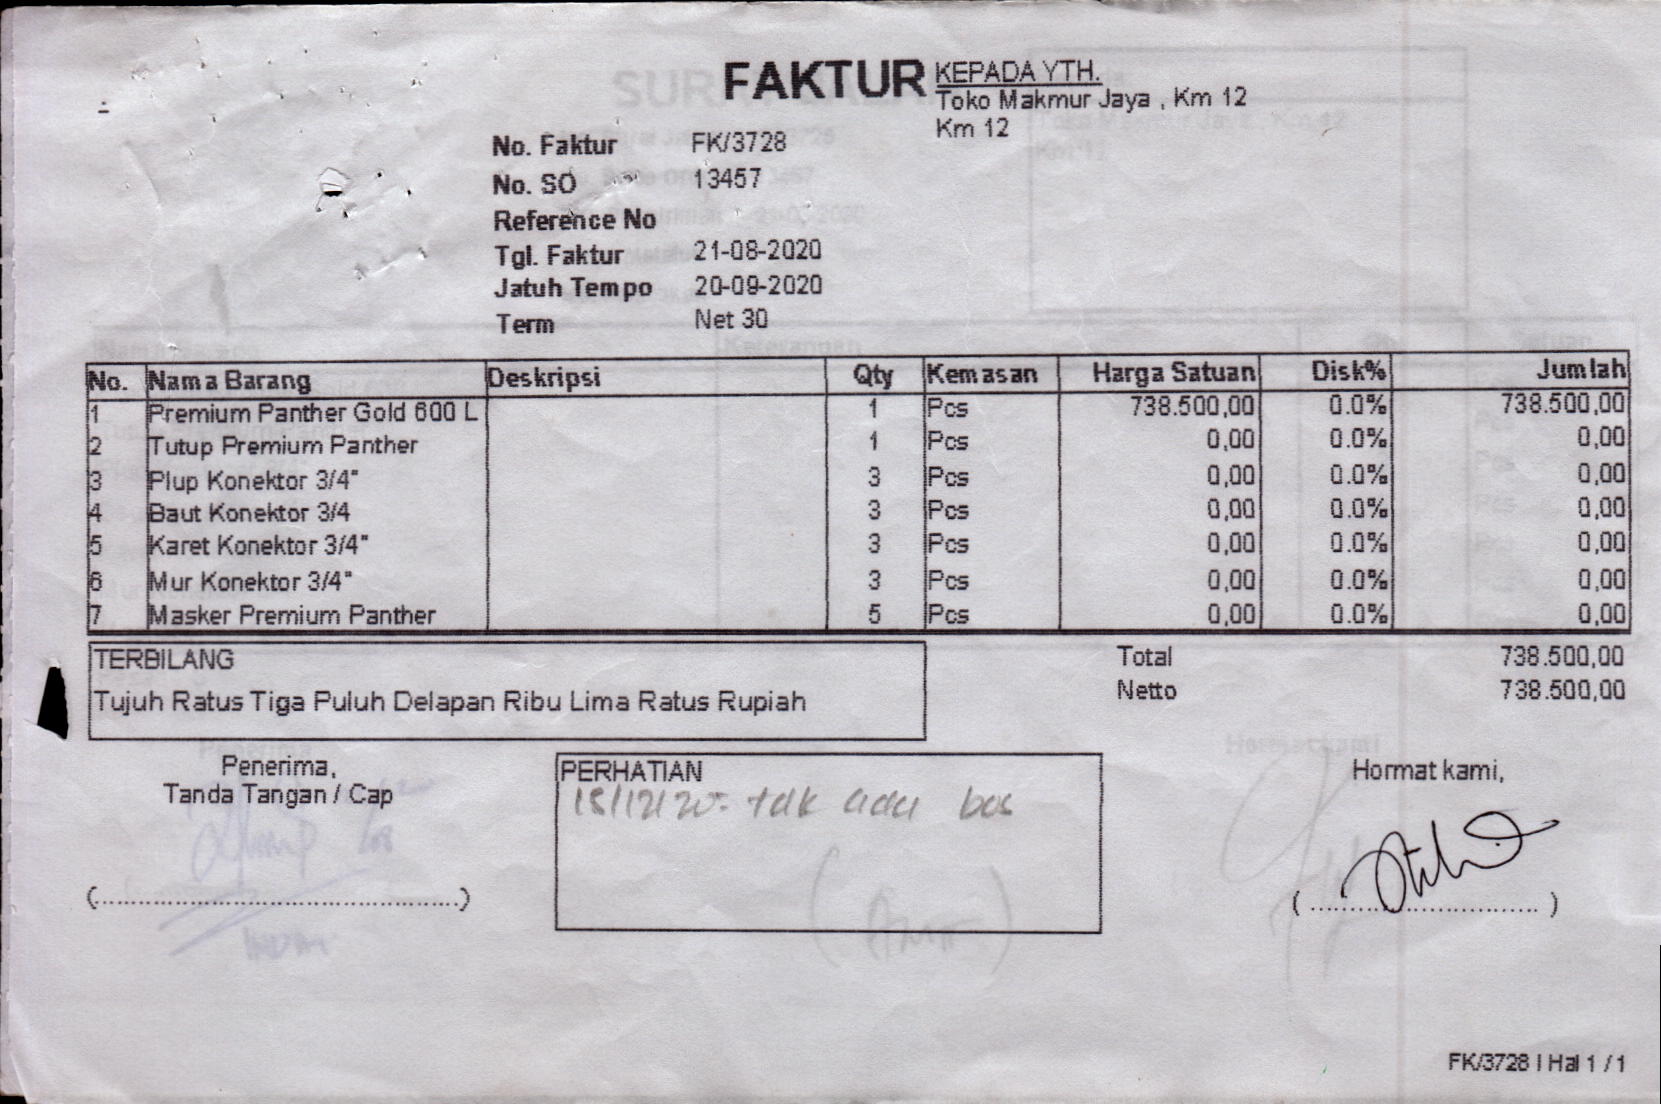 FAKTUR
KEPADA YTH.
Toko Makmur Jaya , Km 12
Km 12
No. Faktur FK/3728
No. SO 13457
Reference No
Tgl. Faktur 21-08-2020
Jatuh Tempo 20-09-2020
Term Net 30
No. Nama Barang Deskripsi Qty Kemasan Harga Satuan Disk% Jumlah
1 Premium Panther Gold 600 L 1 Pcs 738.500,00 0.0% 738.500,00
2 Tutup Premium Panther 1 Pcs 0,00 0.0% 0,00
3 Plup Konektor 3/4" 3 Pcs 0,00 0.0% 0,00
4 Baut Konektor 3/4 3 Pcs 0,00 0.0% 0,00
5 Karet Konektor 3/4" 3 Pcs 0,00 0.0% 0,00
6 Mur Konektor 3/4" 3 Pcs 0,00 0.0% 0,00
7 Masker Premium Panther 5 Pcs 0,00 0.0% 0,00
TERBILANG
Tujuh Ratus Tiga Puluh Delapan Ribu Lima Ratus Rupiah
Total 738.500,00
Netto 738.500,00
Penerima,
Tanda Tangan / Cap
PERHATIAN
tdk ada bos
Hormat kami,
(..................................................)
( ................................ )
FK/3728 | Hal 1 / 1